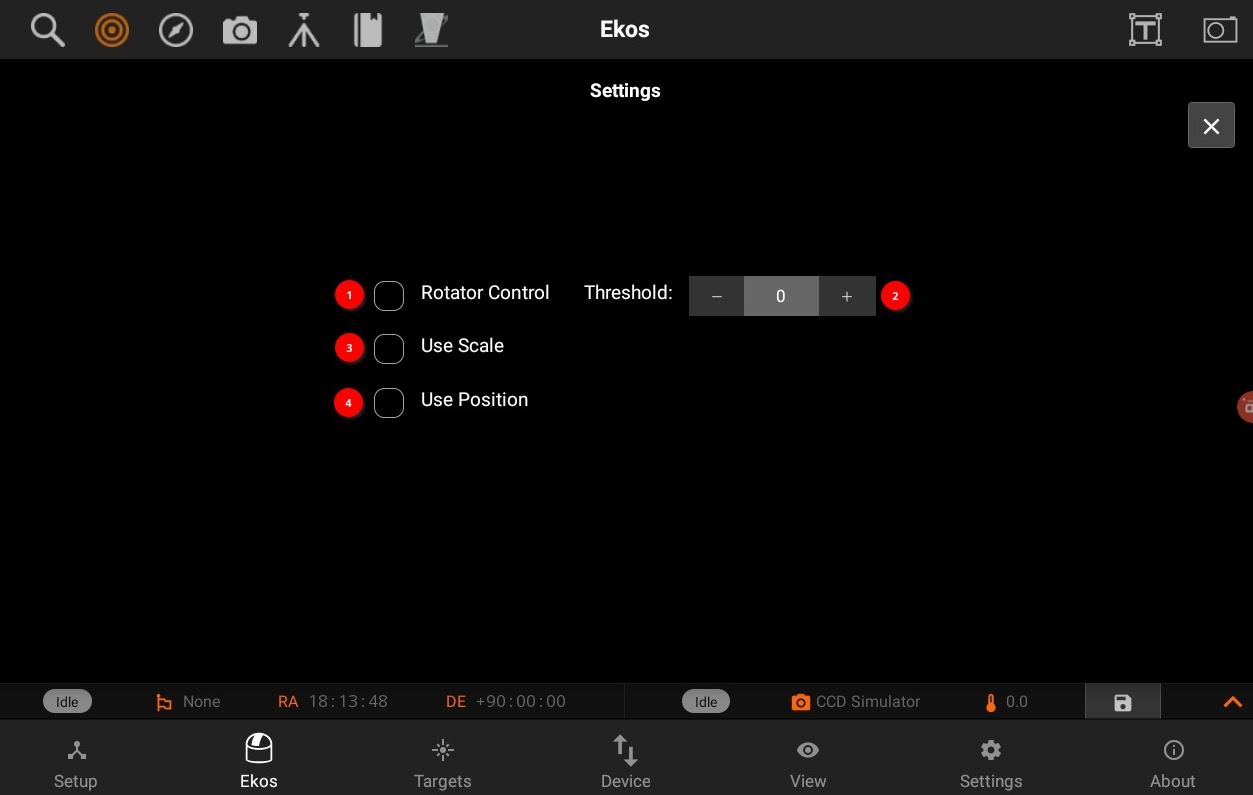 Ekos
T
Settings
1 Rotator Control Threshold: − 0 + 2
3 Use Scale
4 Use Position
Idle None RA 18:13:48 DE +90:00:00 Idle CCD Simulator 0.0
Setup Ekos Targets Device View Settings About